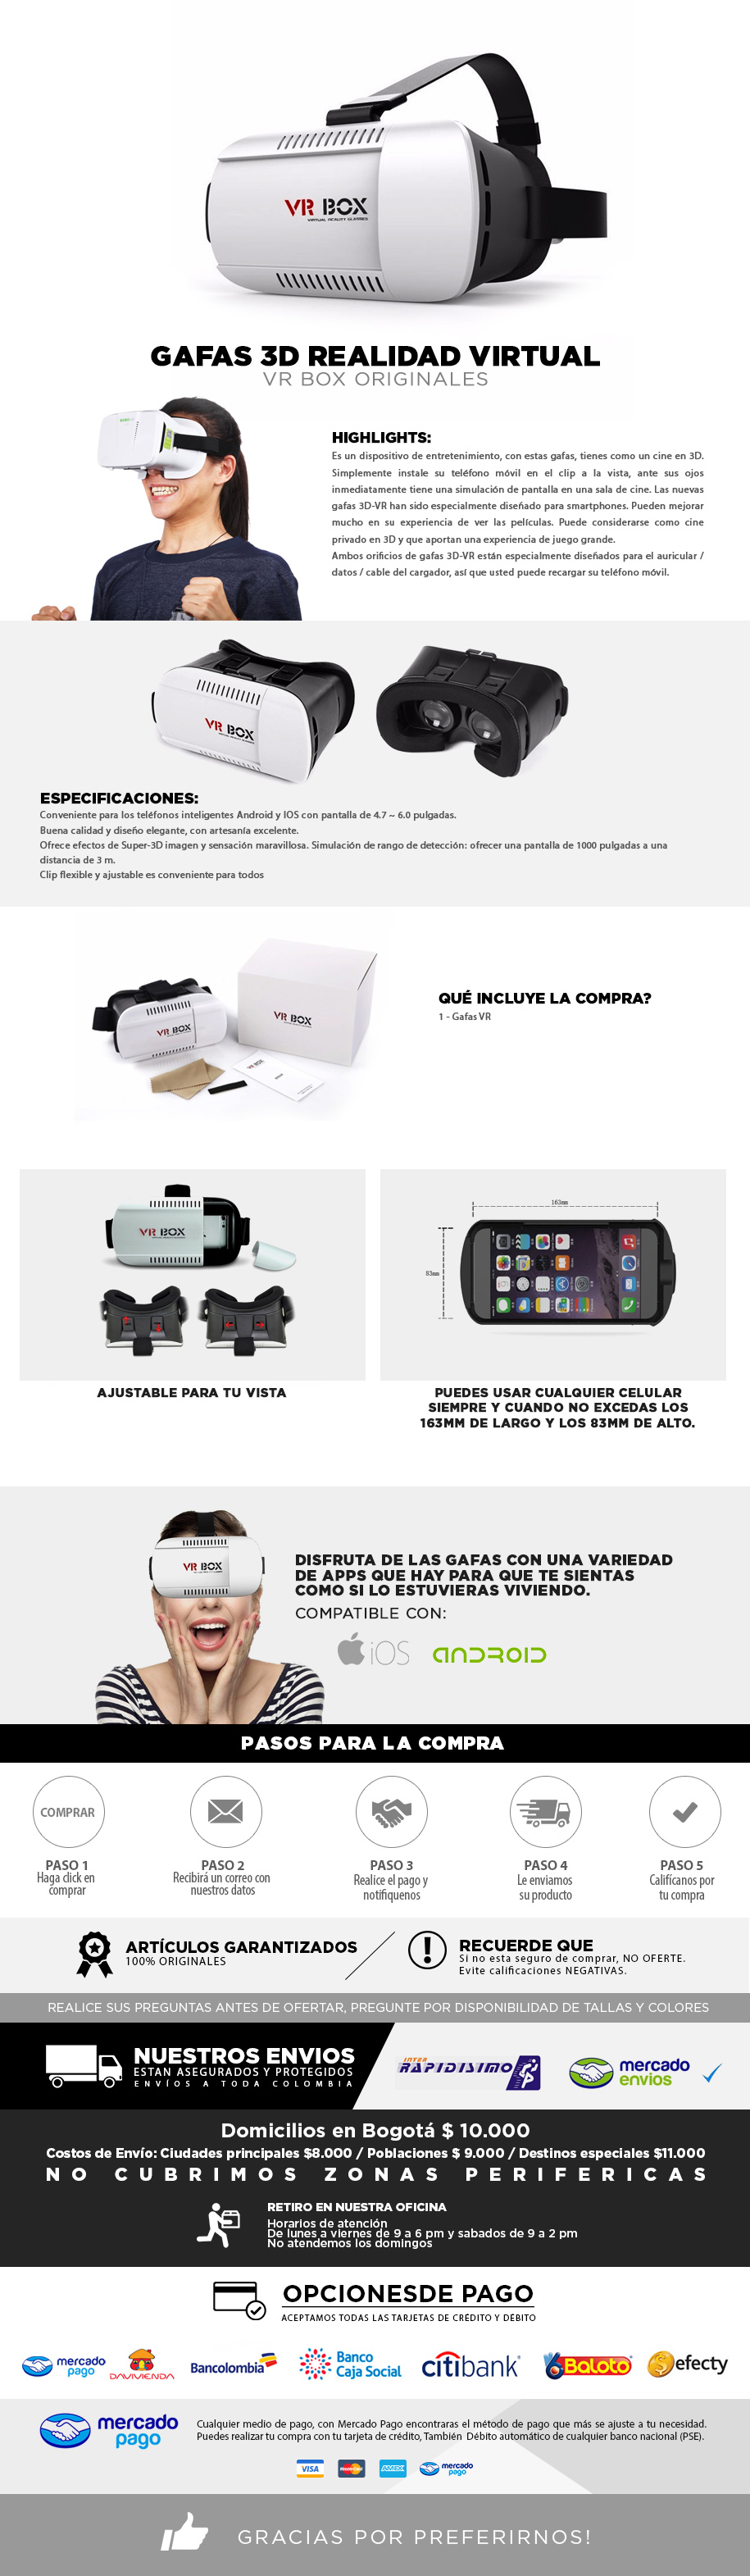 VR BOX
VIRTUAL REALITY GLASSES
GAFAS 3D REALIDAD VIRTUAL
VR BOX ORIGINALES
HIGHLIGHTS:
Es un dispositivo de entretenimiento, con estas gafas, tienes como un cine en 3D.
Simplemente instale su teléfono móvil en el clip a la vista, ante sus ojos
inmediatamente tiene una simulación de pantalla en una sala de cine. Las nuevas
gafas 3D-VR han sido especialmente diseñado para smartphones. Pueden mejorar
mucho en su experiencia de ver las películas. Puede considerarse como cine
privado en 3D y que aportan una experiencia de juego grande.
Ambos orificios de gafas 3D-VR están especialmente diseñados para el auricular /
datos / cable del cargador, así que usted puede recargar su teléfono móvil.
VR BOX
ESPECIFICACIONES:
Conveniente para los teléfonos inteligentes Android y IOS con pantalla de 4.7 ~ 6.0 pulgadas.
Buena calidad y diseño elegante, con artesanía excelente.
Ofrece efectos de Super-3D imagen y sensación maravillosa. Simulación de rango de detección: ofrecer una pantalla de 1000 pulgadas a una
distancia de 3 m.
Clip flexible y ajustable es conveniente para todos
VR BOX
VR BOX
VR BOX
QUÉ INCLUYE LA COMPRA?
1 - Gafas VR
VR BOX
163mm
83mm
AJUSTABLE PARA TU VISTA
PUEDES USAR CUALQUIER CELULAR
SIEMPRE Y CUANDO NO EXCEDAS LOS
163MM DE LARGO Y LOS 83MM DE ALTO.
VR BOX
DISFRUTA DE LAS GAFAS CON UNA VARIEDAD
DE APPS QUE HAY PARA QUE TE SIENTAS
COMO SI LO ESTUVIERAS VIVIENDO.
COMPATIBLE CON:
iOS
ANDROID
PASOS PARA LA COMPRA
COMPRAR
PASO 1
Haga click en
comprar
PASO 2
Recibirá un correo con
nuestros datos
PASO 3
Realice el pago y
notifiquenos
PASO 4
Le enviamos
su producto
PASO 5
Califícanos por
tu compra
ARTÍCULOS GARANTIZADOS
100% ORIGINALES
RECUERDE QUE
Si no esta seguro de comprar, NO OFERTE.
Evite calificaciones NEGATIVAS.
REALICE SUS PREGUNTAS ANTES DE OFERTAR, PREGUNTE POR DISPONIBILIDAD DE TALLAS Y COLORES
NUESTROS ENVIOS
ESTAN ASEGURADOS Y PROTEGIDOS
ENVÍOS A TODA COLOMBIA
INTER
RAPIDISIMO
mercado
envios
Domicilios en Bogotá $ 10.000
Costos de Envío: Ciudades principales $8.000 / Poblaciones $ 9.000 / Destinos especiales $11.000
NO CUBRIMOS ZONAS PERIFERICAS
RETIRO EN NUESTRA OFICINA
Horarios de atención
De lunes a viernes de 9 a 6 pm y sabados de 9 a 2 pm
No atendemos los domingos
OPCIONESDE PAGO
ACEPTAMOS TODAS LAS TARJETAS DE CRÉDITO Y DÉBITO
mercado
pago
DAVIVIENDA
Bancolombia
Banco
Caja Social
citibank
Baloto
efecty
mercado
pago
Cualquier medio de pago, con Mercado Pago encontraras el método de pago que más se ajuste a tu necesidad.
Puedes realizar tu compra con tu tarjeta de crédito, También Débito automático de cualquier banco nacional (PSE).
VISA
MasterCard
AMEX
mercado
pago
GRACIAS POR PREFERIRNOS!